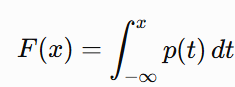 F(x) = ∫_{-∞}^{x} p(t) dt